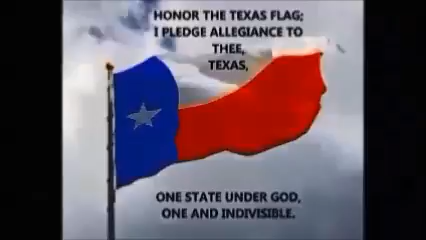 HONOR THE TEXAS FLAG;
I PLEDGE ALLEGIANCE TO
THEE,
TEXAS,
ONE STATE UNDER GOD,
ONE AND INDIVISIBLE.